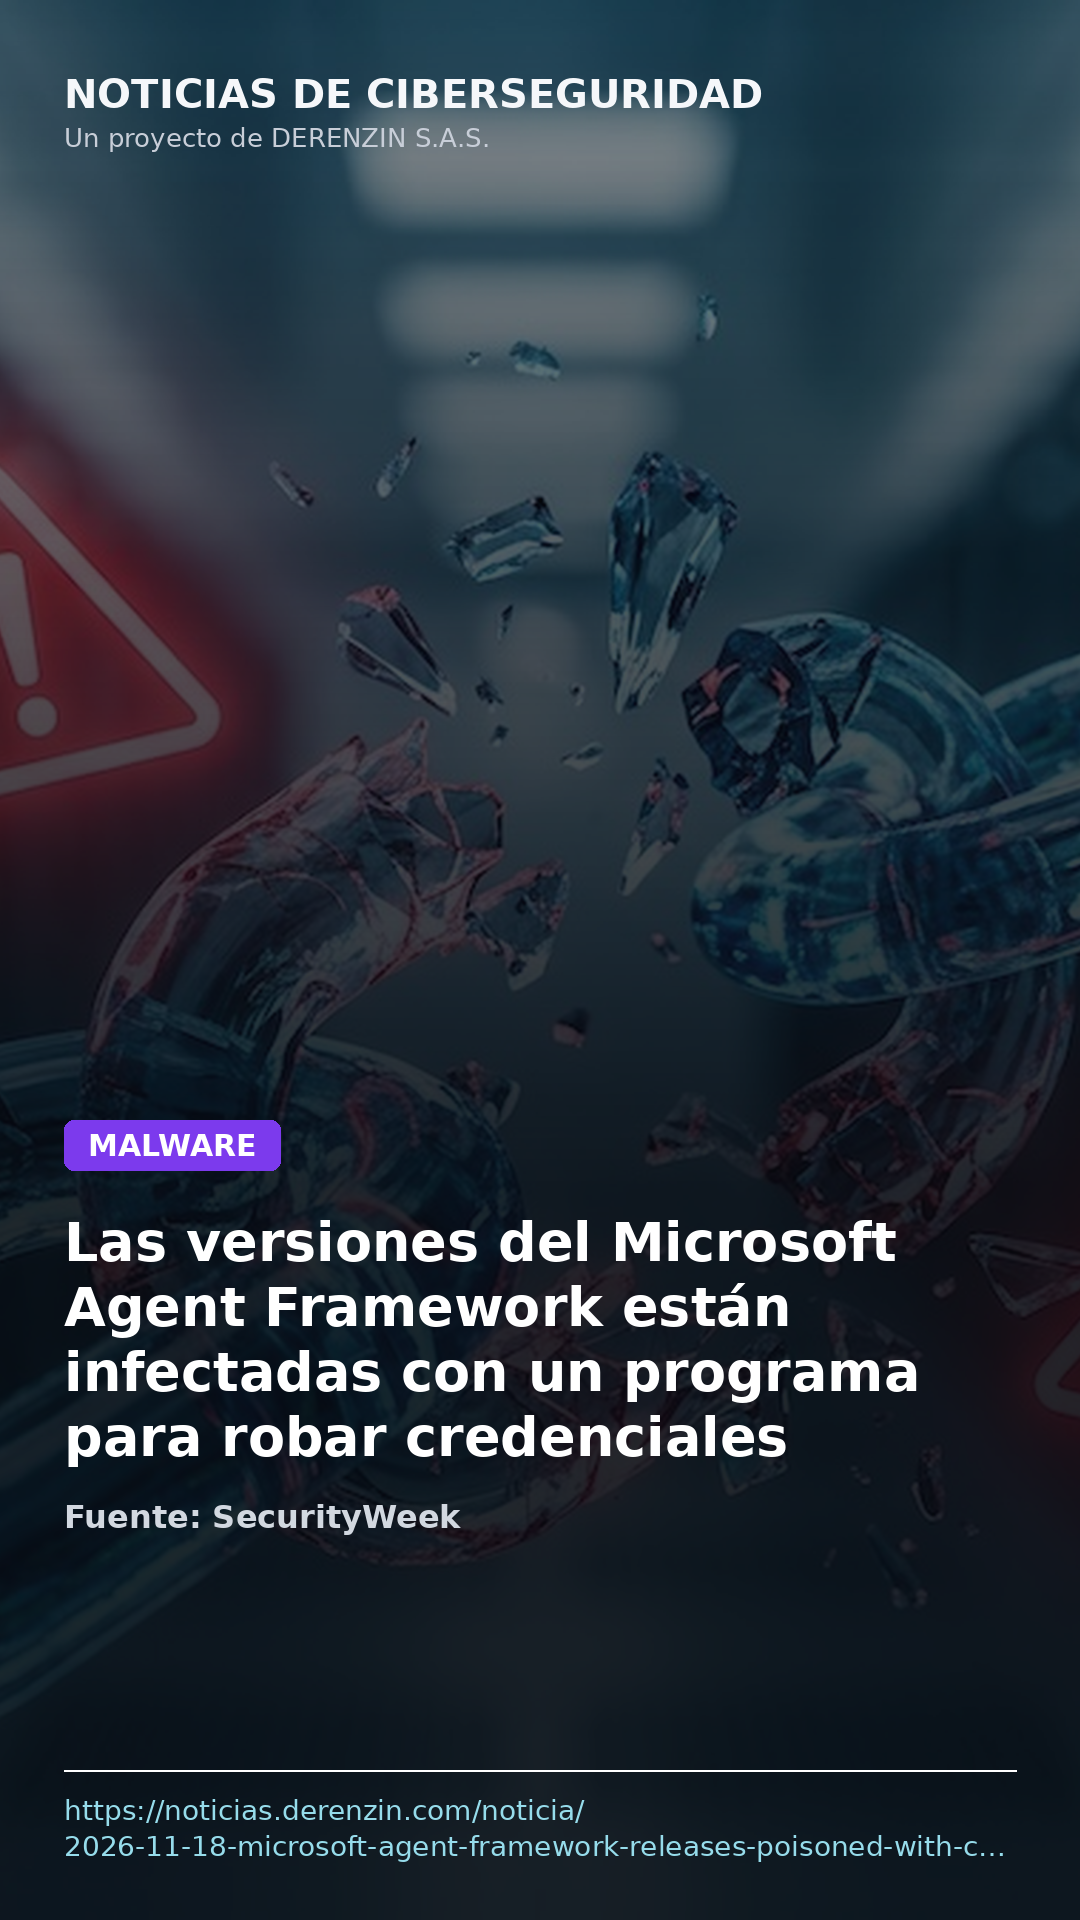 NOTICIAS DE CIBERSEGURIDAD
Un proyecto de DERENZIN S.A.S.
MALWARE
Las versiones del Microsoft
Agent Framework están
infectadas con un programa
para robar credenciales
Fuente: SecurityWeek
https://noticias.derenzin.com/noticia/
2026-11-18-microsoft-agent-framework-releases-poisoned-with-c...